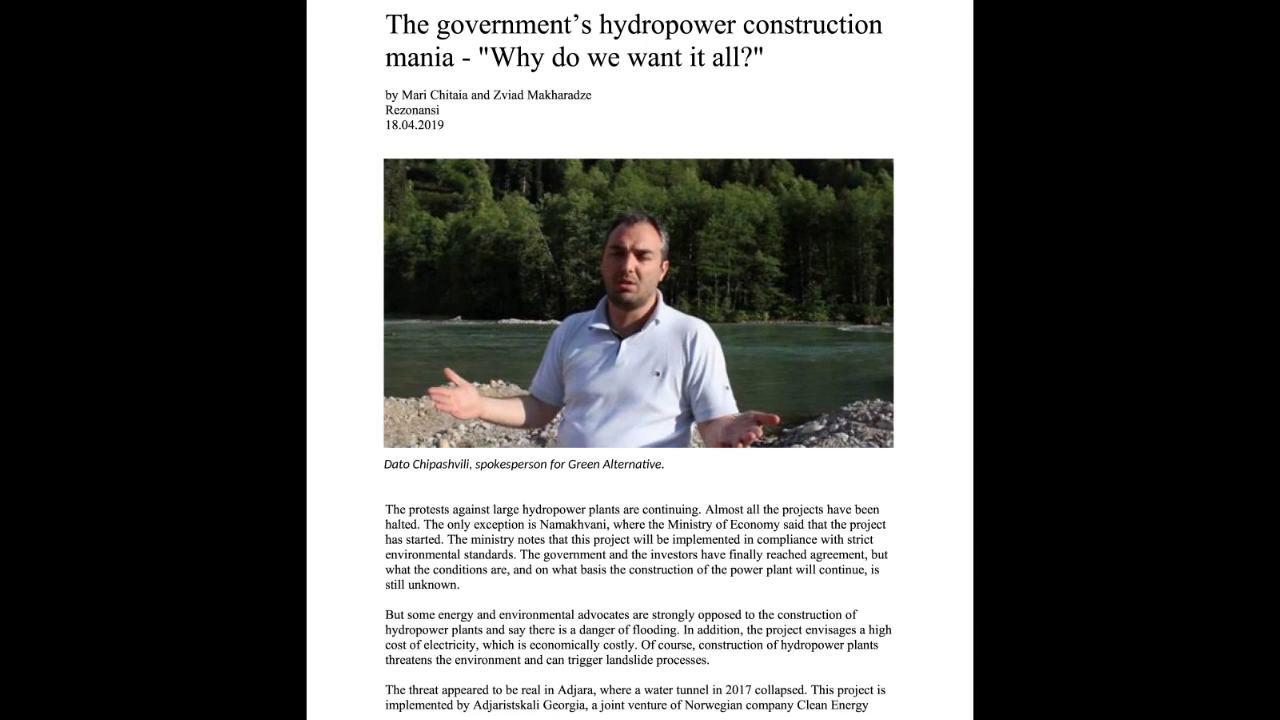 The government’s hydropower construction
mania - "Why do we want it all?"
by Mari Chitaia and Zviad Makharadze
Rezonansi
18.04.2019
Dato Chipashvili, spokesperson for Green Alternative.
The protests against large hydropower plants are continuing. Almost all the projects have been
halted. The only exception is Namakhvani, where the Ministry of Economy said that the project
has started. The ministry notes that this project will be implemented in compliance with strict
environmental standards. The government and the investors have finally reached agreement, but
what the conditions are, and on what basis the construction of the power plant will continue, is
still unknown.
But some energy and environmental advocates are strongly opposed to the construction of
hydropower plants and say there is a danger of flooding. In addition, the project envisages a high
cost of electricity, which is economically costly. Of course, construction of hydropower plants
threatens the environment and can trigger landslide processes.
The threat appeared to be real in Adjara, where a water tunnel in 2017 collapsed. This project is
implemented by Adjaristskali Georgia, a joint venture of Norwegian company Clean Energy